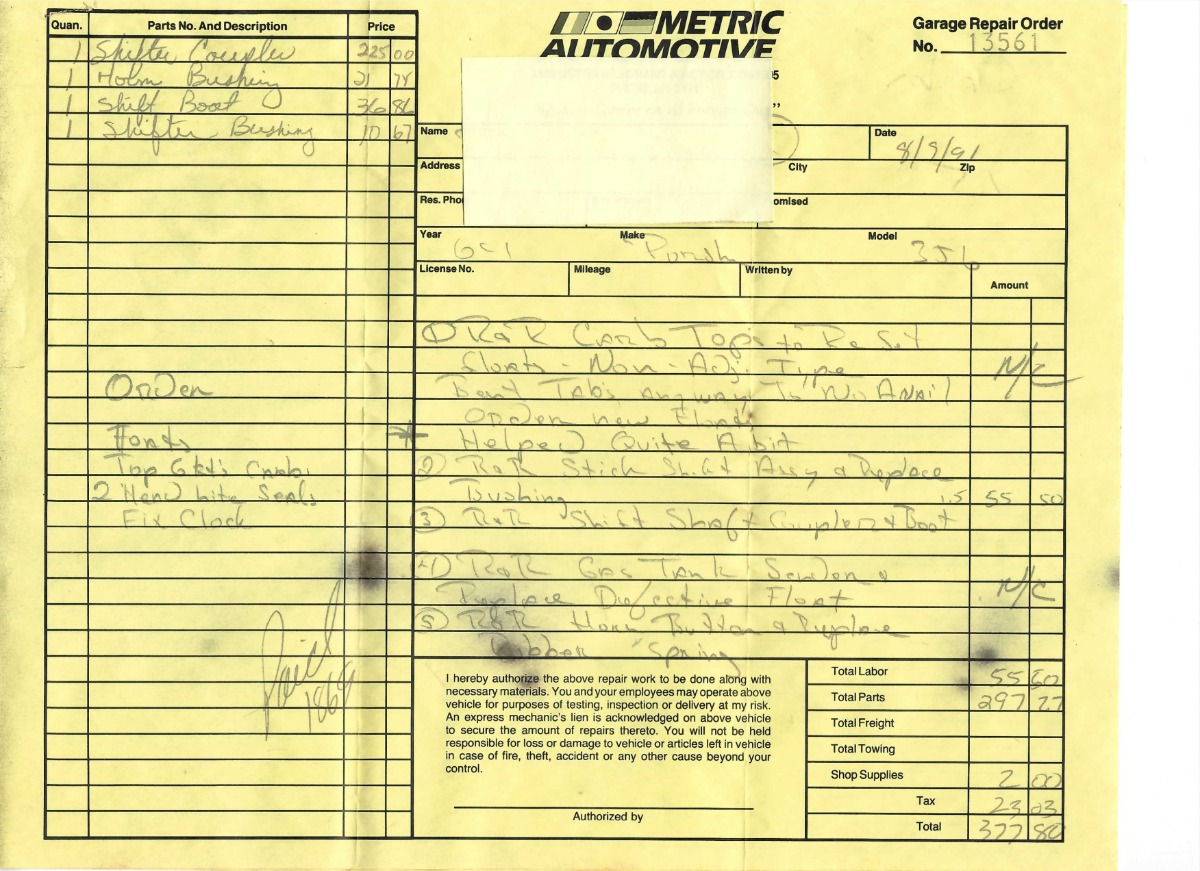 Quan. Parts No. And Description Price
1 Shifter Coupler 225 00
1 Horn Bushing 21 74
1 Shift Boot 36 86
1 Shifter Bushing 10 67
Order
Floats
Top Gkt's Carb.
2 Head Lite Seals
Fix Clock
Paid
METRIC
AUTOMOTIVE
Garage Repair Order
No. 13561
Name
Date 8/9/91
Address
City
Zip
Res. Pho
omised
Year
Make
Model 356
License No.
Mileage
Written by
Amount
① R&R Carb Tops to Re Set
Floats - Non-Adj. Type N/C
Bent Tabs anyway To No Avail
Order new Floats
* Helped Quite A bit
② R&R Stick Shift Assy & Replace
Bushing 1.5 55 50
③ R&R Shift Shaft Coupler & Boot
④ R&R Gas Tank Sender &
Replace Defective Float N/C
⑤ R&R Horn Button & Replace
Rubber Spring
I hereby authorize the above repair work to be done along with
necessary materials. You and your employees may operate above
vehicle for purposes of testing, inspection or delivery at my risk.
An express mechanic's lien is acknowledged on above vehicle
to secure the amount of repairs thereto. You will not be held
responsible for loss or damage to vehicle or articles left in vehicle
in case of fire, theft, accident or any other cause beyond your
control.
Authorized by
Total Labor 55 50
Total Parts 297 27
Total Freight
Total Towing
Shop Supplies 2 00
Tax 23 03
Total 377 80